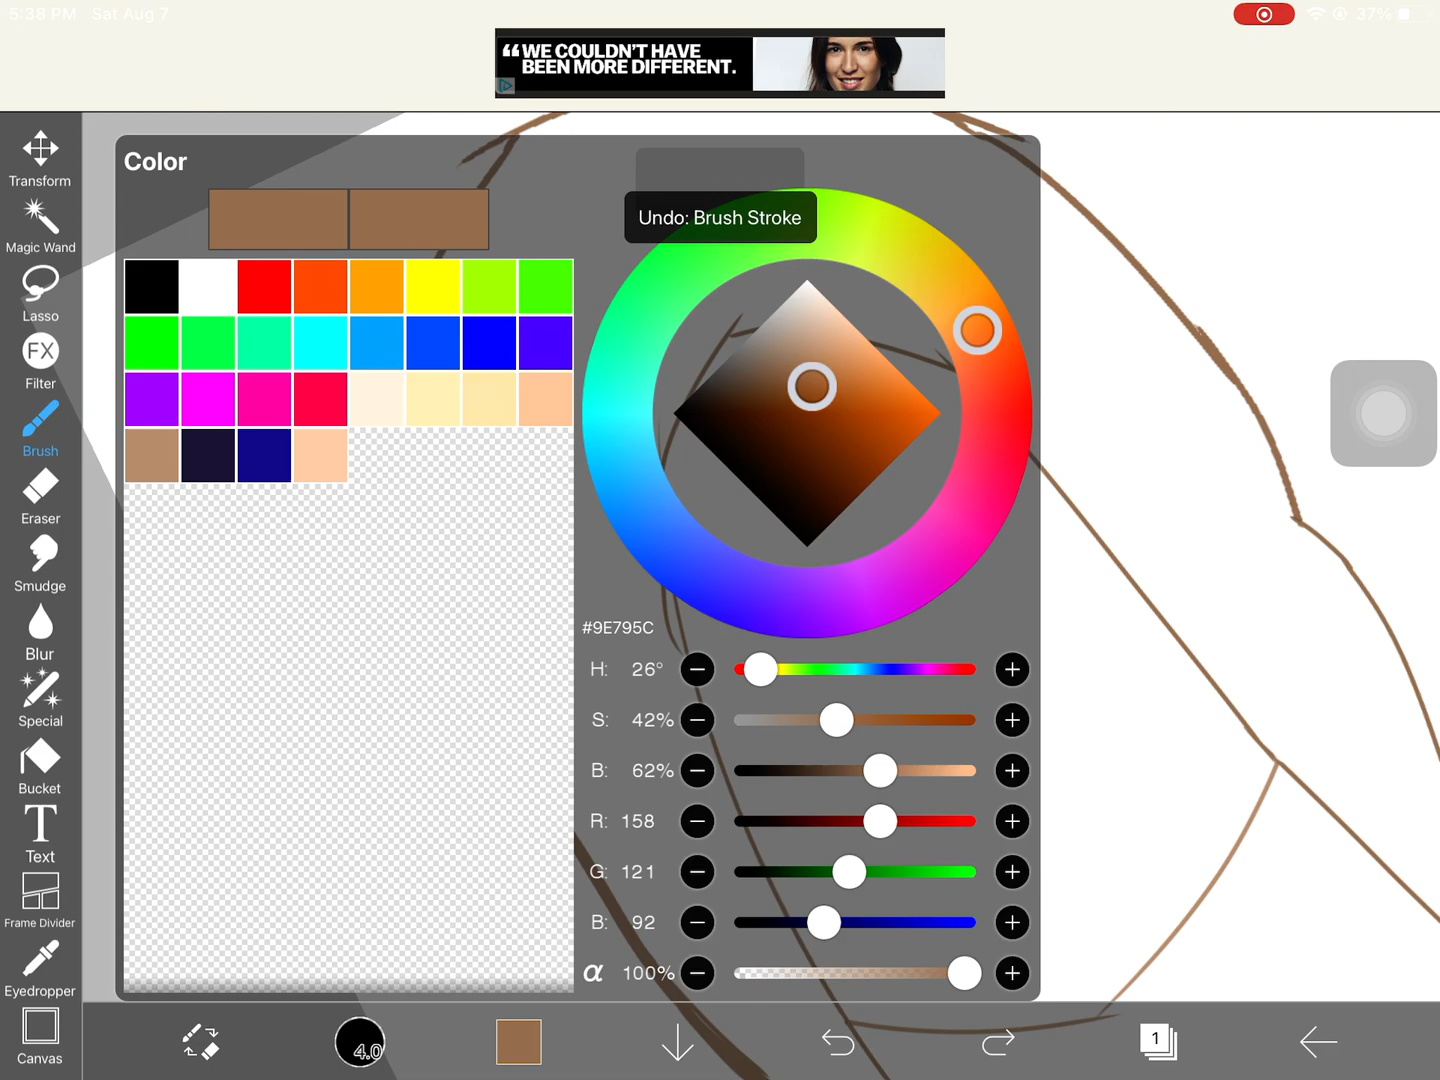 5:38 PM Sat Aug 7
37%
“WE COULDN'T HAVE
BEEN MORE DIFFERENT.
Transform
Magic Wand
Lasso
FX
Filter
Brush
Eraser
Smudge
Blur
Special
Bucket
T
Text
Frame Divider
Eyedropper
Canvas
Color
Undo: Brush Stroke
#9E795C
H: 26°
S: 42%
B: 62%
R: 158
G: 121
B: 92
α 100%
4.0
1